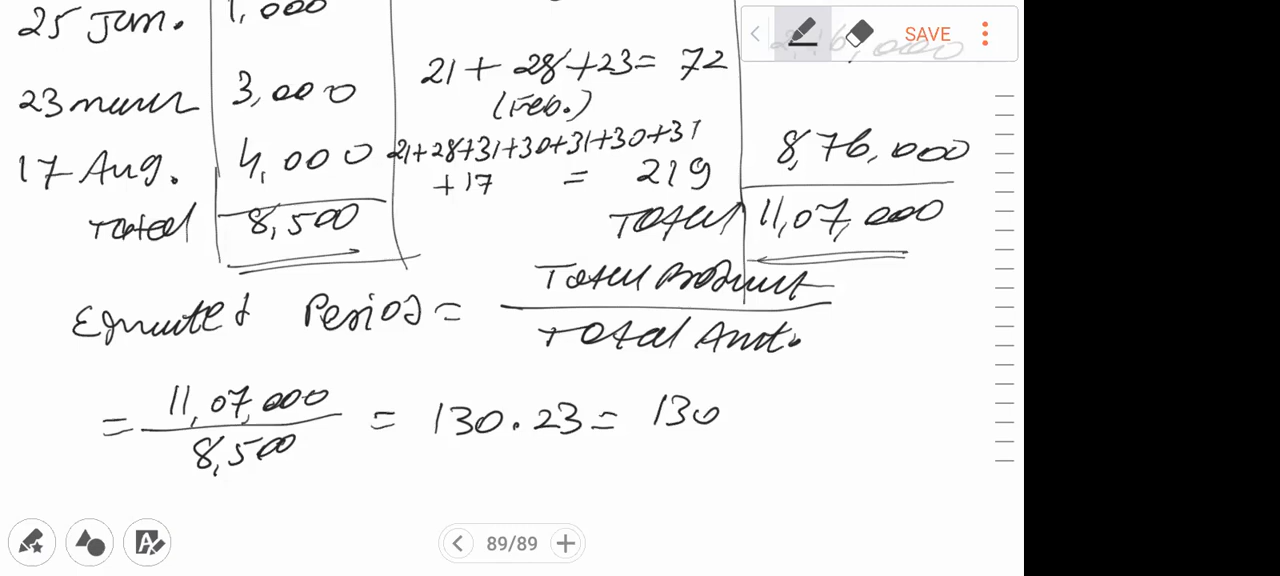 25 Jan. 1,000
SAVE
21 + 28 + 23 = 72
23 March 3,000 (Feb.)
21+28+31+30+31+30+31
17 Aug. 4,000 +17 = 219 8,76,000
Total 8,500 Total 11,07,000
Equated Period = Total Product
Total Amt.
= 11,07,000
8,500
= 130.23 = 130
89/89